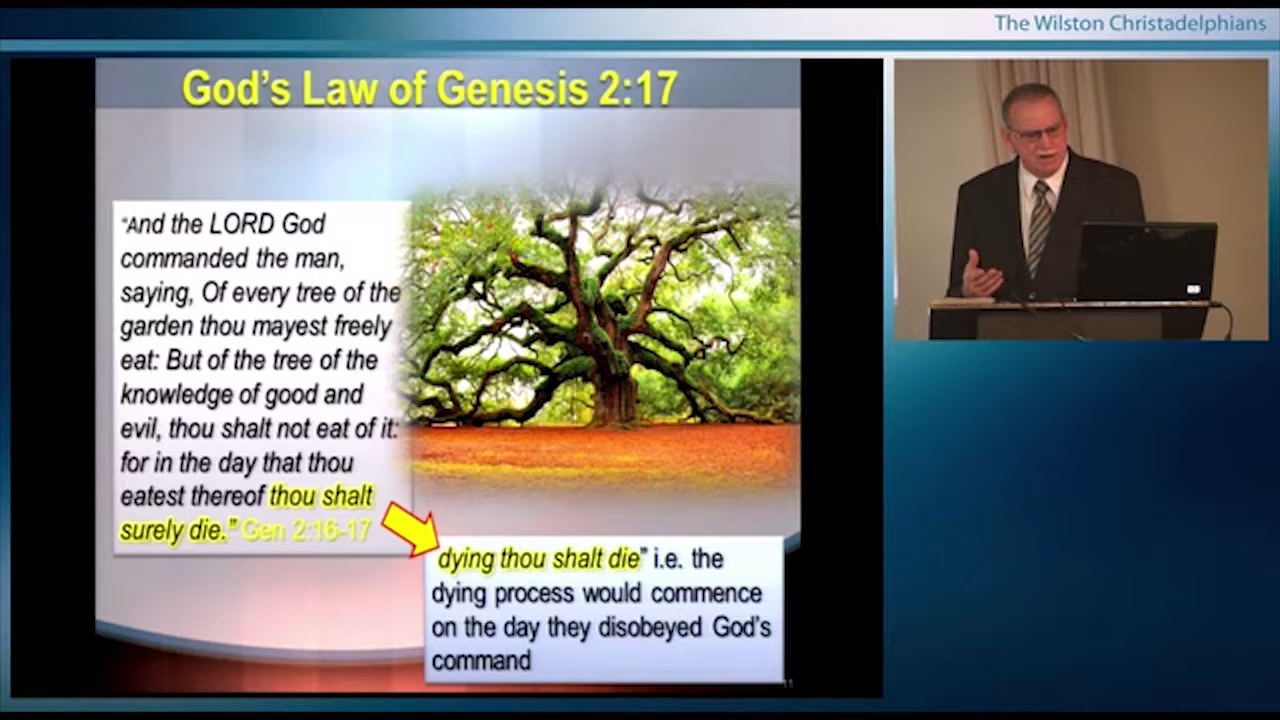 The Wilston Christadelphians
God's Law of Genesis 2:17
“And the LORD God
commanded the man,
saying, Of every tree of the
garden thou mayest freely
eat: But of the tree of the
knowledge of good and
evil, thou shalt not eat of it:
for in the day that thou
eatest thereof thou shalt
surely die.” Gen 2:16-17
dying thou shalt die” i.e. the
dying process would commence
on the day they disobeyed God's
command
11